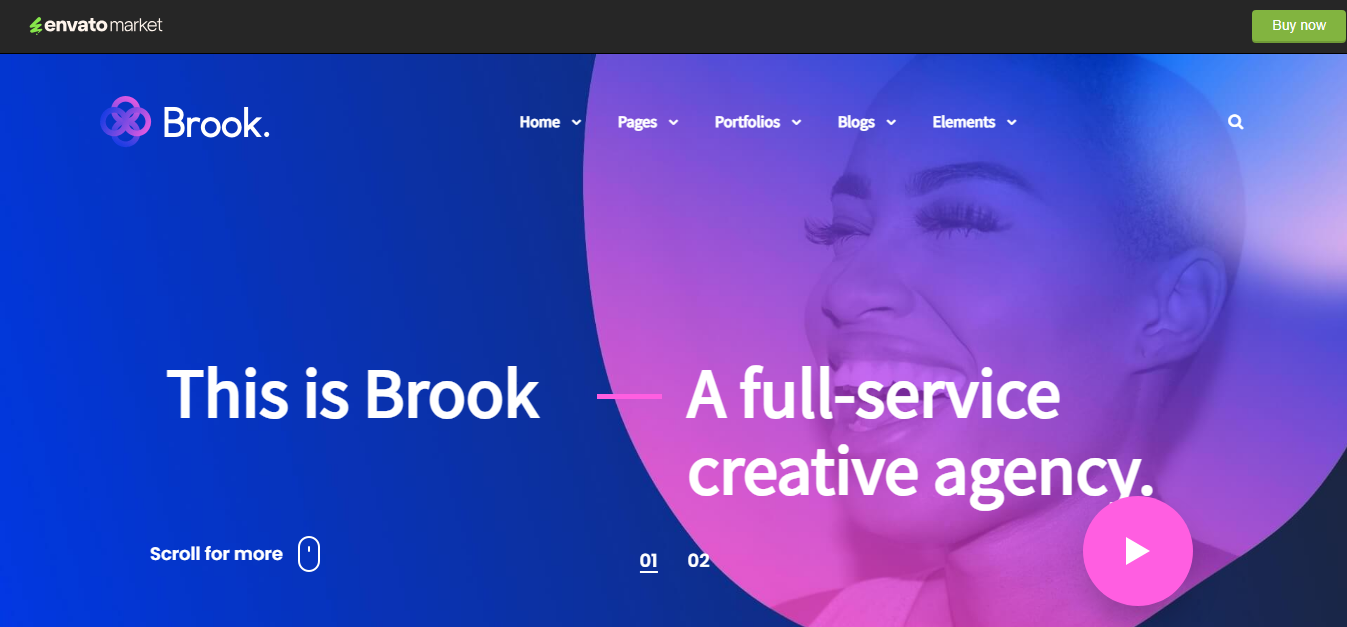 envato market
Buy now
Brook.
Home Pages Portfolios Blogs Elements
This is Brook
A full-service
creative agency.
Scroll for more
01 02